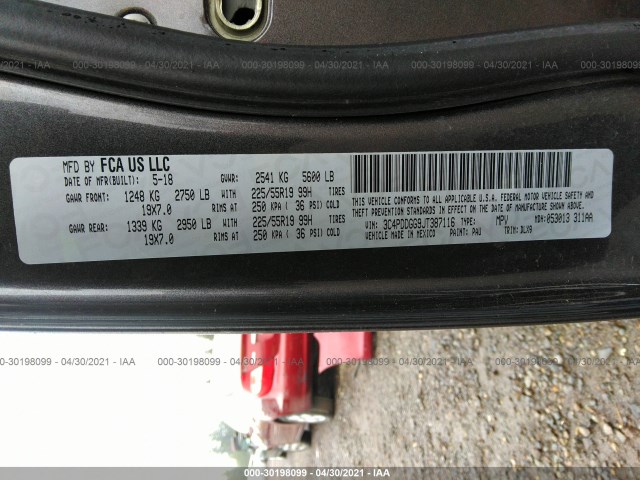 000-30198099 - 04/30/2021 - IAA 000-30198099 - 04/30/2021 - IAA 000-30198099 - 04/30/2021 - IAA
MFD BY FCA US LLC
DATE OF MFR(BUILT): 5-18 GVWR: 2541 KG 5600 LB
GAWR FRONT: 1248 KG 2750 LB WITH 225/55R19 99H TIRES
19X7.0 RIMS AT 250 KPA ( 36 PSI) COLD
GAWR REAR: 1339 KG 2950 LB WITH 225/55R19 99H TIRES
19X7.0 RIMS AT 250 KPA ( 36 PSI) COLD
THIS VEHICLE CONFORMS TO ALL APPLICABLE U.S.A. FEDERAL MOTOR VEHICLE SAFETY AND
THEFT PREVENTION STANDARDS IN EFFECT ON THE DATE OF MANUFACTURE SHOWN ABOVE.
VIN: 3C4PDDGG9JT387116 TYPE: MPV MDH: 053013 311AA
VEHICLE MADE IN MEXICO PAINT: PAU TRIM: DLX9
000-30198099 - 04/30/2021 - IAA 000-30198099 - 04/30/2021 - IAA
000-30198099 - 04/30/2021 - IAA